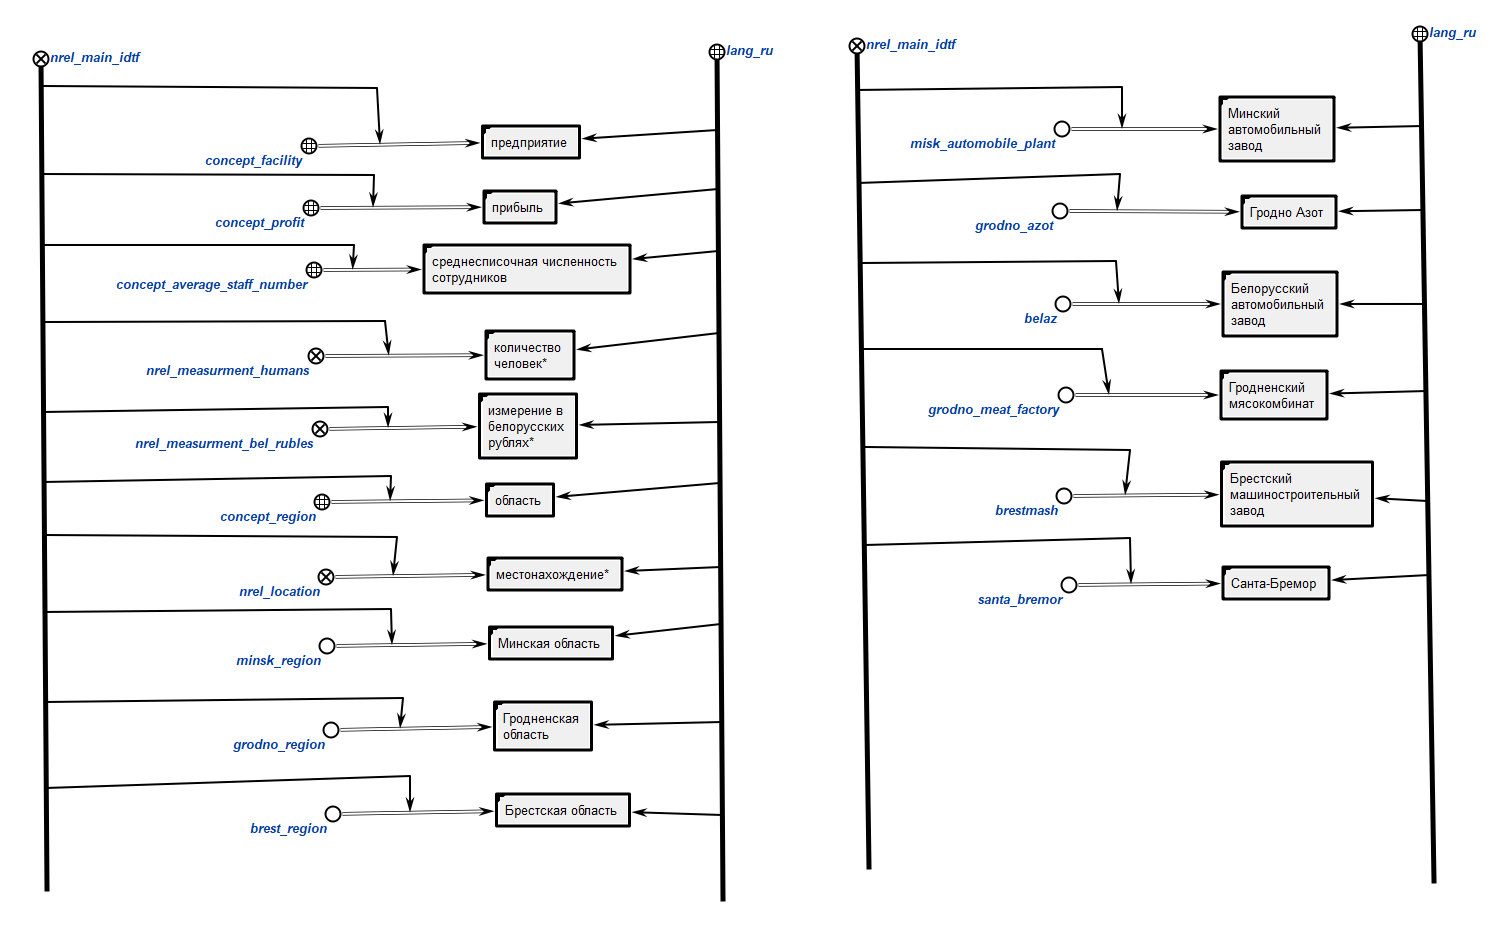 nrel_main_idtf
lang_ru
concept_facility
предприятие
concept_profit
прибыль
concept_average_staff_number
среднесписочная численность
сотрудников
nrel_measurment_humans
количество
человек*
nrel_measurment_bel_rubles
измерение в
белорусских
рублях*
concept_region
область
nrel_location
местонахождение*
minsk_region
Минская область
grodno_region
Гродненская
область
brest_region
Брестская область
nrel_main_idtf
lang_ru
misk_automobile_plant
Минский
автомобильный
завод
grodno_azot
Гродно Азот
belaz
Белорусский
автомобильный
завод
grodno_meat_factory
Гродненский
мясокомбинат
brestmash
Брестский
машиностроительный
завод
santa_bremor
Санта-Бремор